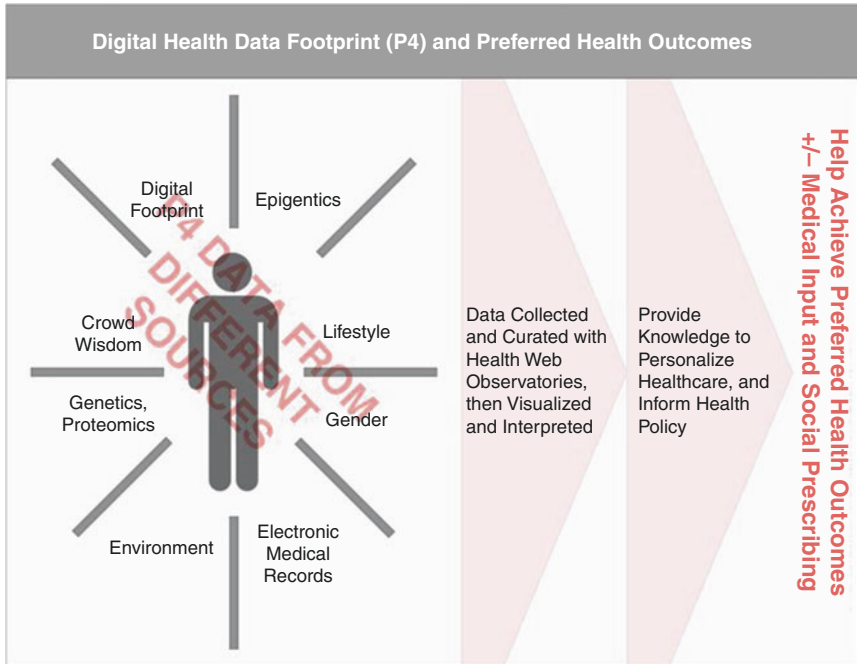 Digital Health Data Footprint (P4) and Preferred Health Outcomes
Digital
Footprint
Epigentics
P4 DATA FROM
DIFFERENT
SOURCES
Crowd
Wisdom
Lifestyle
Genetics,
Proteomics
Gender
Environment
Electronic
Medical
Records
Data Collected
and Curated with
Health Web
Observatories,
then Visualized
and Interpreted
Provide
Knowledge to
Personalize
Healthcare, and
Inform Health
Policy
Help Achieve Preferred Health Outcomes
+/– Medical Input and Social Prescribing